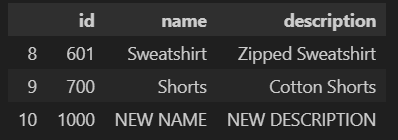 id name description
8 601 Sweatshirt Zipped Sweatshirt
9 700 Shorts Cotton Shorts
10 1000 NEW NAME NEW DESCRIPTION